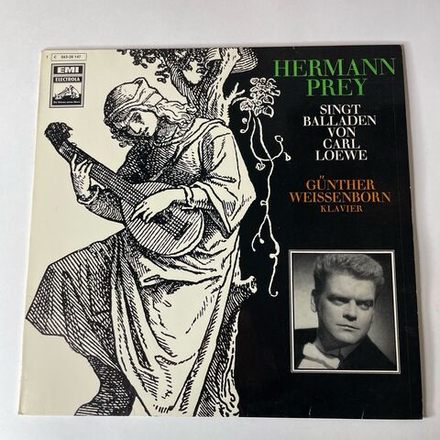 EMI
ELECTROLA
HERMANN
PREY
SINGT
BALLADEN
VON
CARL
LOEWE
GÜNTHER
WEISSENBORN
KLAVIER